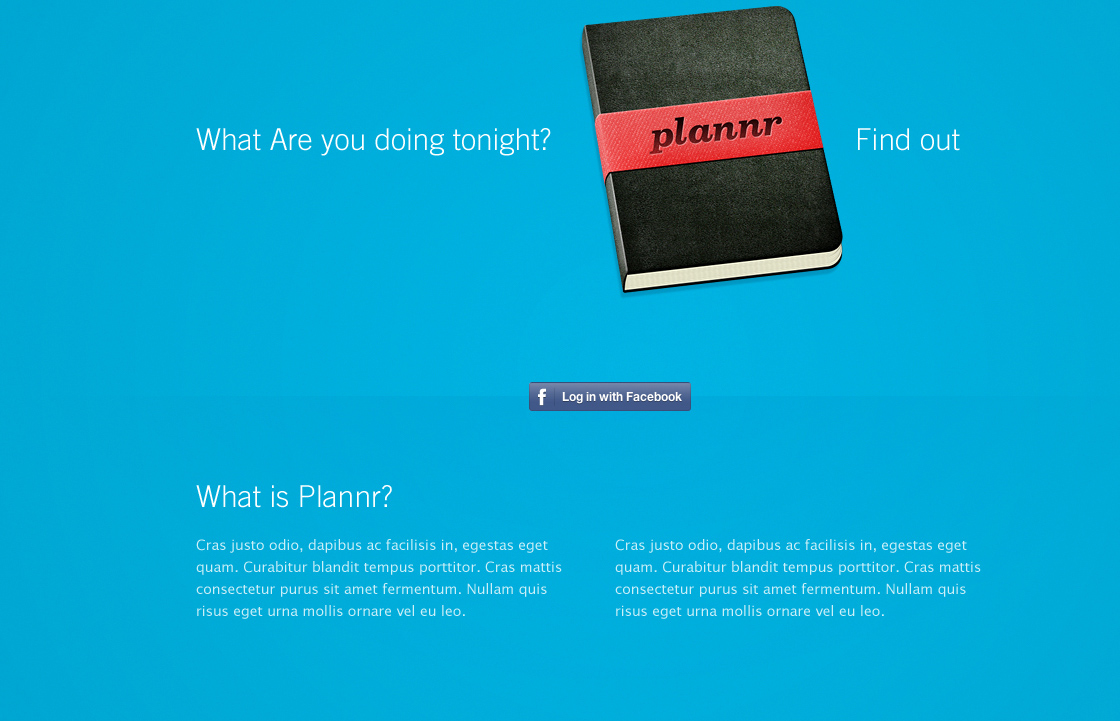 What Are you doing tonight?
plannr
Find out
f Log in with Facebook
What is Plannr?
Cras justo odio, dapibus ac facilisis in, egestas eget
quam. Curabitur blandit tempus porttitor. Cras mattis
consectetur purus sit amet fermentum. Nullam quis
risus eget urna mollis ornare vel eu leo.
Cras justo odio, dapibus ac facilisis in, egestas eget
quam. Curabitur blandit tempus porttitor. Cras mattis
consectetur purus sit amet fermentum. Nullam quis
risus eget urna mollis ornare vel eu leo.